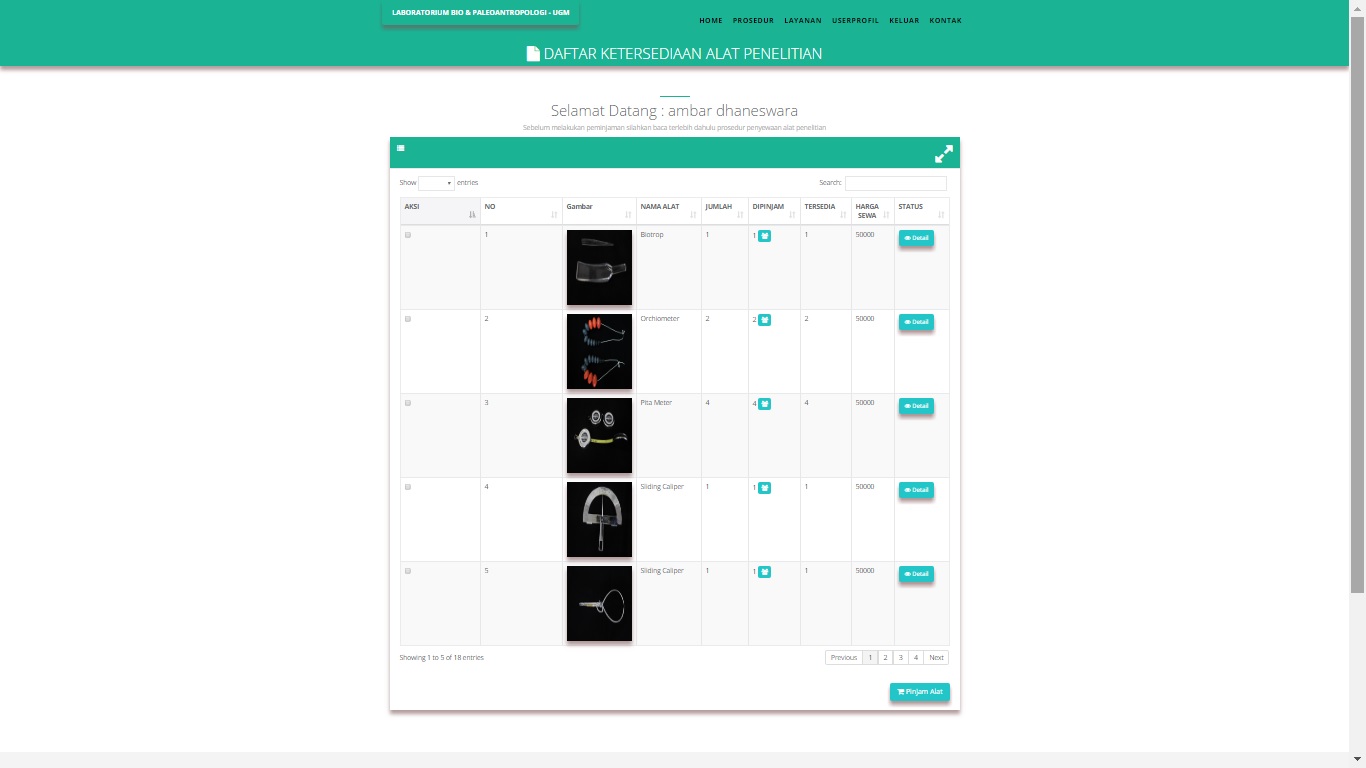 LABORATORIUM BIO & PALEOANTROPOLOGI - UGM
HOME PROSEDUR LAYANAN USERPROFIL KELUAR KONTAK
DAFTAR KETERSEDIAAN ALAT PENELITIAN
Selamat Datang : ambar dhaneswara
Sebelum melakukan peminjaman silahkan baca terlebih dahulu prosedur penyewaan alat penelitian
Show entries Search:
AKSI NO Gambar NAMA ALAT JUMLAH DIPINJAM TERSEDIA HARGA SEWA STATUS
1 Biotrop 1 1 1 50000 Detail
2 Orchiometer 2 2 2 50000 Detail
3 Pita Meter 4 4 4 50000 Detail
4 Sliding Caliper 1 1 1 50000 Detail
5 Sliding Caliper 1 1 1 50000 Detail
Showing 1 to 5 of 18 entries Previous 1 2 3 4 Next
Pinjam Alat